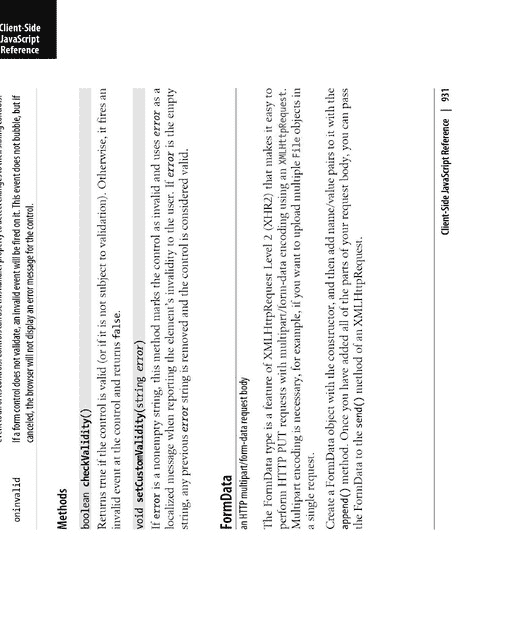 Client-Side
JavaScript
Reference
oninvalid
If a form control does not validate, an invalid event will be fired on it. This event does not bubble, but if
canceled, the browser will not display an error message for the control.
Methods
boolean checkValidity()
Returns true if the control is valid (or if it is not subject to validation). Otherwise, it fires an
invalid event at the control and returns false.
void setCustomValidity(string error)
If error is a nonempty string, this method marks the control as invalid and uses error as a
localized message when reporting the element's invalidity to the user. If error is the empty
string, any previous error string is removed and the control is considered valid.
FormData
an HTTP multipart/form-data request body
The FormData type is a feature of XMLHttpRequest Level 2 (XHR2) that makes it easy to
perform HTTP PUT requests with multipart/form-data encoding using an XMLHttpRequest.
Multipart encoding is necessary, for example, if you want to upload multiple File objects in
a single request.
Create a FormData object with the constructor, and then add name/value pairs to it with the
append() method. Once you have added all of the parts of your request body, you can pass
the FormData to the send() method of an XMLHttpRequest.
Client-Side JavaScript Reference | 931